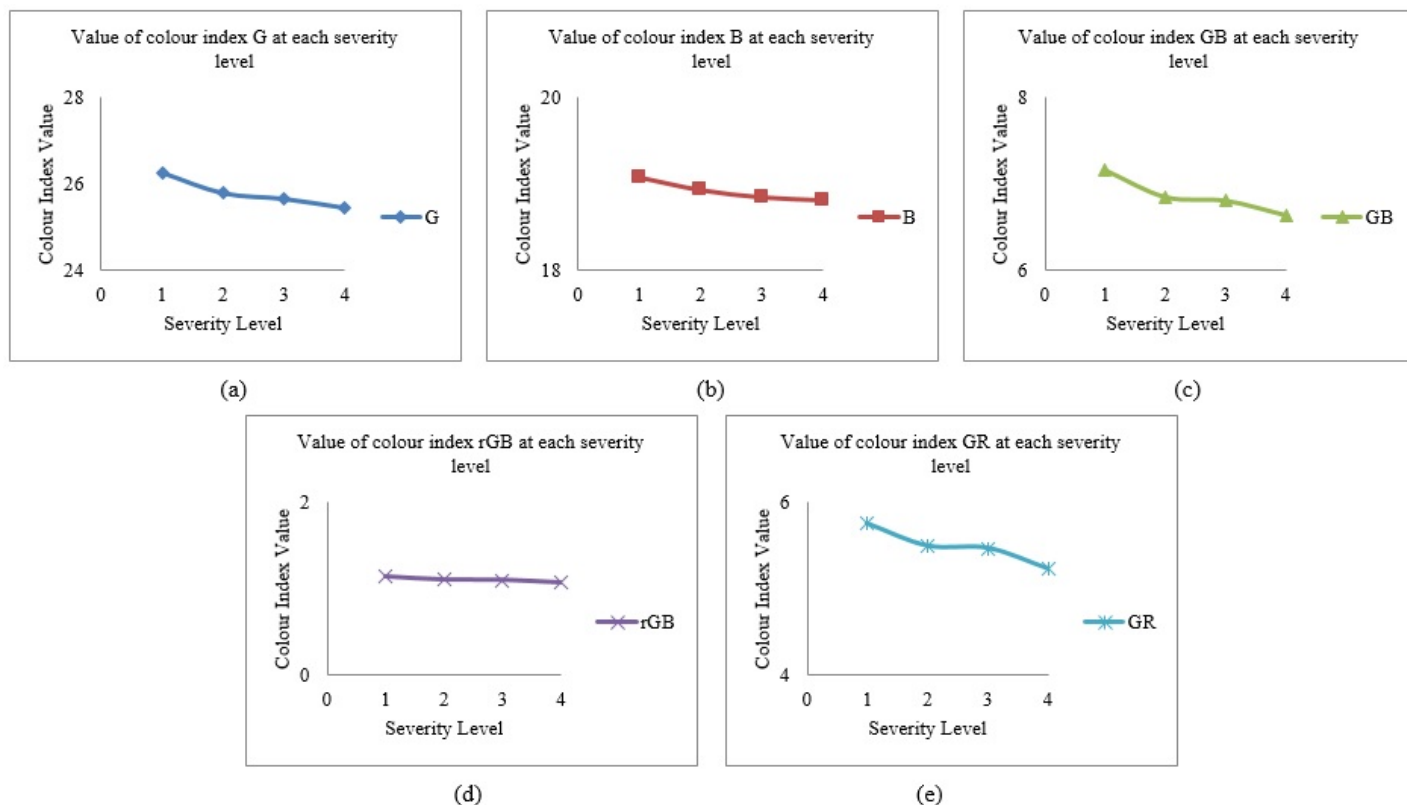 Value of colour index G at each severity
level
Colour Index Value
28
26
24
0
1
2
3
4
Severity Level
G
(a)
Value of colour index B at each severity
level
Colour Index Value
20
18
0
1
2
3
4
Severity Level
B
(b)
Value of colour index GB at each severity
level
Colour Index Value
8
6
0
1
2
3
4
Severity Level
GB
(c)
Value of colour index rGB at each severity
level
Colour Index Value
2
0
0
1
2
3
4
Severity Level
rGB
(d)
Value of colour index GR at each severity
level
Colour Index Value
6
4
0
1
2
3
4
Severity Level
GR
(e)